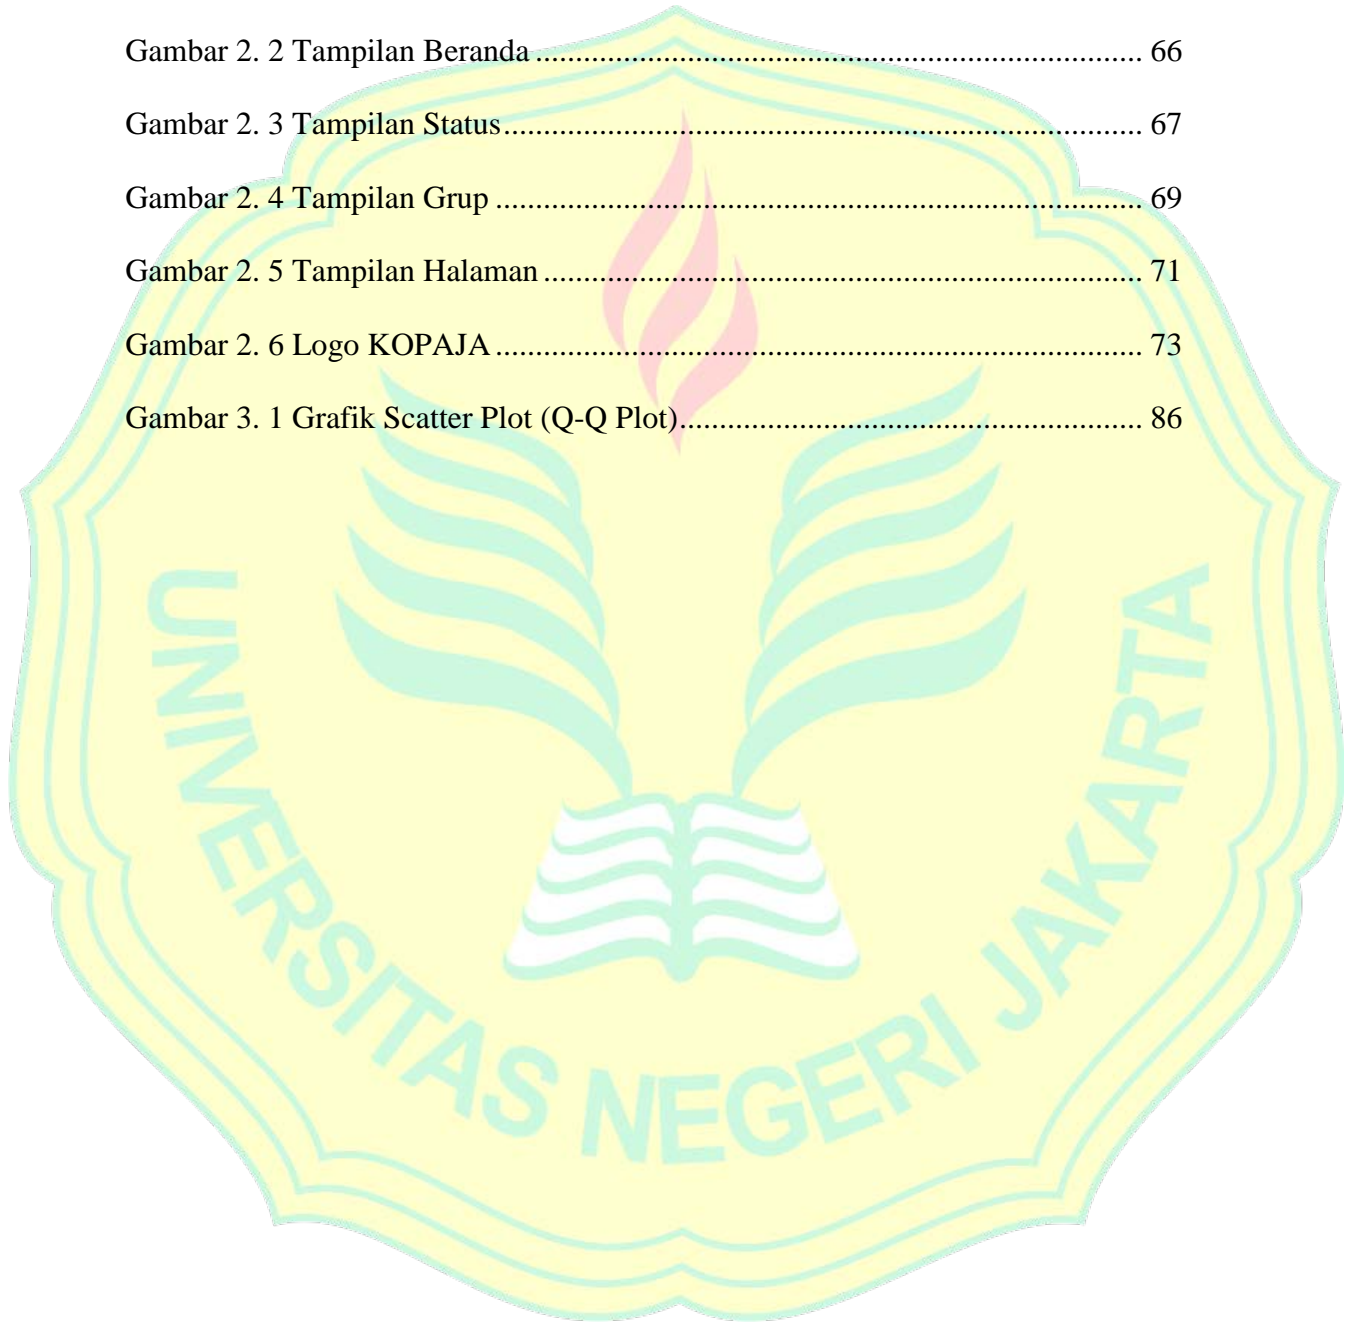 Gambar 2. 2 Tampilan Beranda ........................................................................... 66
Gambar 2. 3 Tampilan Status............................................................................... 67
Gambar 2. 4 Tampilan Grup ................................................................................ 69
Gambar 2. 5 Tampilan Halaman .......................................................................... 71
Gambar 2. 6 Logo KOPAJA ................................................................................ 73
Gambar 3. 1 Grafik Scatter Plot (Q-Q Plot)......................................................... 86
UNIVERSITAS NEGERI JAKARTA